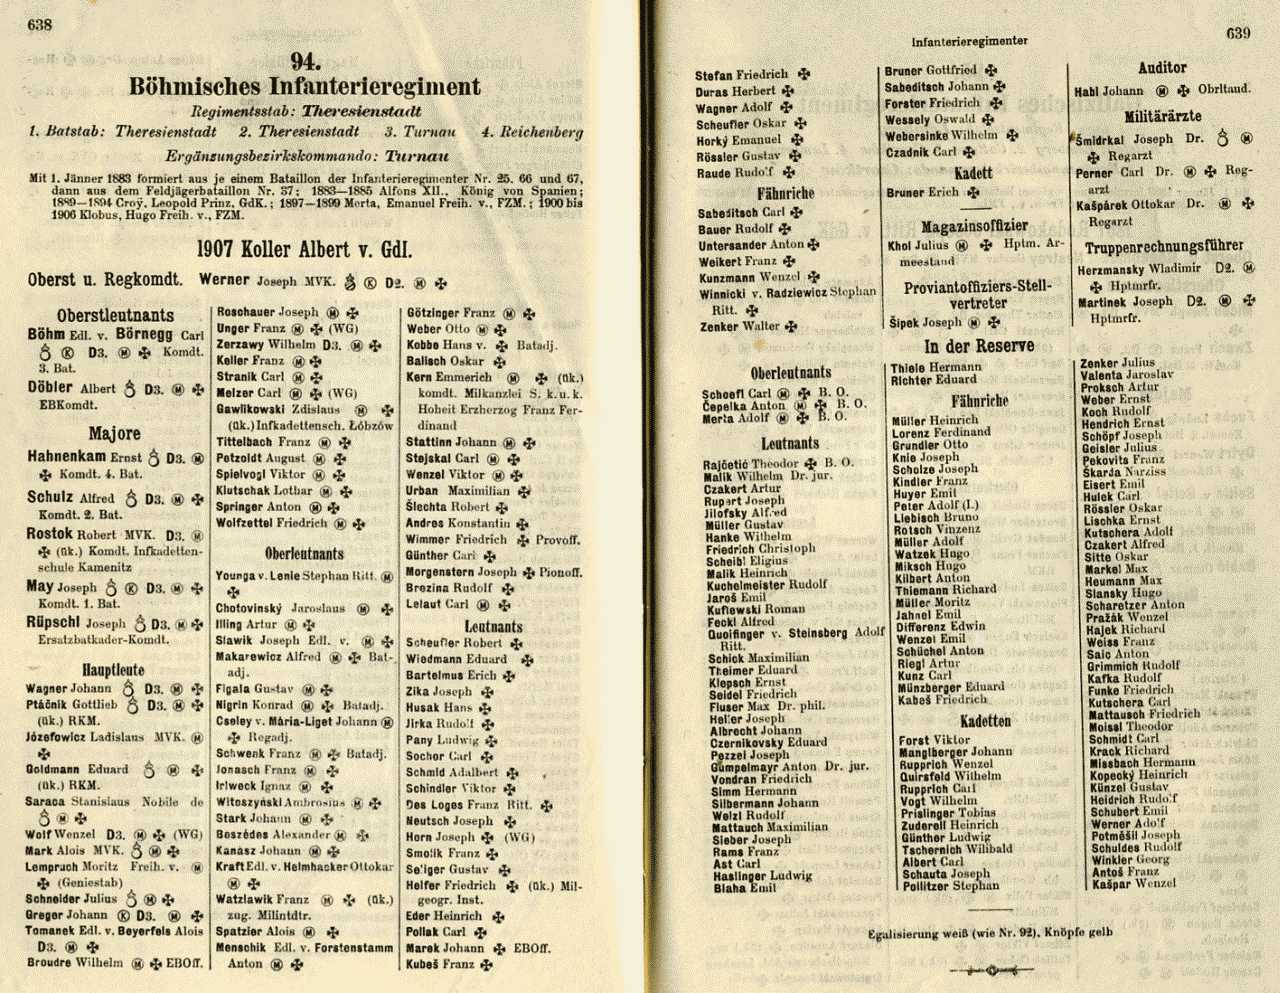 638
94.
Böhmisches Infanterieregiment
Regimentsstab: Theresienstadt
1. Batstab: Theresienstadt 2. Theresienstadt 3. Turnau 4. Reichenberg
Ergänzungsbezirkskommando: Turnau
Mit 1. Jänner 1883 formiert aus je einem Bataillon der Infanterieregimenter Nr. 25, 66 und 67,
dann aus dem Feldjägerbataillon Nr. 37; 1883—1885 Alfons XII., König von Spanien;
1889—1894 Croÿ, Leopold Prinz, GdK.; 1897—1899 Merta, Emanuel Freih. v., FZM.; 1900 bis
1906 Klobus, Hugo Freih. v., FZM.
1907 Koller Albert v. GdI.
Oberst u. Regkomdt. Werner Joseph MVK. Ⓚ D2. Ⓜ ✠
Oberstleutnants
Böhm Edl. v. Börnegg Carl
Ⓚ D3. Ⓜ ✠ Komdt.
3. Bat.
Döbler Albert D3. Ⓜ ✠
EBKomdt.
Majore
Hahnenkam Ernst D3. Ⓜ
✠ Komdt. 4. Bat.
Schulz Alfred D3. Ⓜ ✠
Komdt. 2. Bat.
Rostok Robert MVK. D3. Ⓜ
✠ (ük.) Komdt. Infkadetten-
schule Kamenitz
May Joseph Ⓚ D3. Ⓜ ✠
Komdt. 1. Bat.
Rüpschl Joseph D3. Ⓜ ✠
Ersatzbatkader-Komdt.
Hauptleute
Wagner Johann D3. Ⓜ ✠
Ptáčnik Gottlieb D3. Ⓜ ✠
(ük.) RKM.
Józefowicz Ladislaus MVK. Ⓜ
✠
Goldmann Eduard Ⓜ ✠
(ük.) RKM.
Saraca Stanislaus Nobile de
Ⓜ ✠
Wolf Wenzel D3. Ⓜ ✠ (WG)
Mark Alois MVK. Ⓜ ✠
Lempruch Moritz Freih. v. Ⓜ
✠ (Geniestab)
Schneider Julius Ⓜ ✠
Greger Johann Ⓚ D3. Ⓜ ✠
Tomanek Edl. v. Beyerfels Alois
D3. Ⓜ ✠
Broudre Wilhelm Ⓜ ✠ EBOff.
Roschauer Joseph Ⓜ ✠
Unger Franz Ⓜ ✠ (WG)
Zerzawy Wilhelm D3. Ⓜ ✠
Keller Franz Ⓜ ✠
Stranik Carl Ⓜ ✠
Melzer Carl Ⓜ ✠ (WG)
Gawlikowski Zdislaus Ⓜ ✠
(ük.) Infkadettensch. Łóbzów
Tittelbach Franz Ⓜ ✠
Petzoldt August Ⓜ ✠
Spielvogl Viktor Ⓜ ✠
Klutschak Lothar Ⓜ ✠
Springer Anton Ⓜ ✠
Wolfzettel Friedrich Ⓜ ✠
Oberleutnants
Younga v. Lenie Stephan Ritt. Ⓜ
✠
Chotovinský Jaroslaus Ⓜ ✠
Illing Artur Ⓜ ✠
Slawik Joseph Edl. v. Ⓜ ✠
Makarewicz Alfred Ⓜ ✠ Bat-
adj.
Figala Gustav Ⓜ ✠
Nigrin Konrad Ⓜ ✠ Batadj.
Cseley v. Mária-Liget Johann Ⓜ
✠ Regadj.
Schwenk Franz Ⓜ ✠ Batadj.
Jonasch Franz Ⓜ ✠
Irlweck Ignaz Ⓜ ✠
Witoszyński Ambrosius Ⓜ ✠
Stark Johann Ⓜ ✠
Beszédes Alexander Ⓜ ✠
Kanász Johann Ⓜ ✠
Kraft Edl. v. Helmhacker Ottokar
Ⓜ ✠
Watzlawik Franz Ⓜ ✠ (ük.)
zug. Milintdtr.
Spatzier Alois Ⓜ ✠
Menschik Edl. v. Forstenstamm
Anton Ⓜ ✠
Götzinger Franz Ⓜ ✠
Weber Otto Ⓜ ✠
Kobbe Hans v. ✠ Batadj.
Balisch Oskar ✠
Kern Emmerich Ⓜ ✠ (ük.)
komdt. Milkanzlei S. k. u. k.
Hoheit Erzherzog Franz Fer-
dinand
Stattinn Johann Ⓜ ✠
Stejskal Carl Ⓜ ✠
Wenzel Viktor Ⓜ ✠
Urban Maximilian ✠
Šlechta Robert ✠
Andres Konstantin ✠
Wimmer Friedrich ✠ Provoff.
Günther Carl ✠
Morgenstern Joseph ✠ Pionoff.
Brezina Rudolf ✠
Lelaut Carl Ⓜ ✠
Leutnants
Scheufler Robert ✠
Wiedmann Eduard ✠
Bartelmus Erich ✠
Zika Joseph ✠
Husak Hans ✠
Jirka Rudolf ✠
Pany Ludwig ✠
Sochor Carl ✠
Schmid Adalbert ✠
Schindler Viktor ✠
Des Loges Franz Ritt. ✠
Neutsch Joseph ✠
Horn Joseph ✠ (WG)
Smolik Franz ✠
Seliger Gustav ✠
Helfer Friedrich ✠ (ük.) Mil-
geogr. Inst.
Eder Heinrich ✠
Pollak Carl ✠
Marek Johann ✠ EBOff.
Kubeš Franz ✠
Infanterieregimenter
639
Stefan Friedrich ✠
Duras Herbert ✠
Wagner Adolf ✠
Scheufler Oskar ✠
Horký Emanuel ✠
Rössler Gustav ✠
Raude Rudolf ✠
Fähnriche
Sabeditsch Carl ✠
Bauer Rudolf ✠
Untersander Anton ✠
Weikert Franz ✠
Kunzmann Wenzel ✠
Winnicki v. Radziewicz Stephan
Ritt. ✠
Zenker Walter ✠
Bruner Gottfried ✠
Sabeditsch Johann ✠
Forster Friedrich ✠
Wessely Oswald ✠
Webersinke Wilhelm ✠
Czadnik Carl ✠
Kadett
Bruner Erich ✠
Magazinsoffizier
Khol Julius Ⓜ ✠ Hptm. Ar-
meestand
Proviantoffiziers-Stell-
vertreter
Šipek Joseph Ⓜ ✠
Auditor
Habl Johann Ⓜ ✠ Obrltaud.
Militärärzte
Šmidrkal Joseph Dr. Ⓜ
✠ Regarzt
Perner Carl Dr. Ⓜ ✠ Reg-
arzt
Kašpárek Ottokar Dr. Ⓜ ✠
Regarzt
Truppenrechnungsführer
Herzmansky Wladimir D2. Ⓜ
✠ Hptmrfr.
Martinek Joseph D2. Ⓜ ✠
Hptmrfr.
In der Reserve
Oberleutnants
Schoefl Carl Ⓜ ✠ B. O.
Čepelka Anton Ⓜ ✠ B. O.
Merta Adolf Ⓜ ✠ B. O.
Leutnants
Rajčetić Theodor ✠ B. O.
Malik Wilhelm Dr. jur.
Czakert Artur
Rupert Joseph
Jilofsky Alfred
Müller Gustav
Hanke Wilhelm
Friedrich Christoph
Scheibl Eligius
Malik Heinrich
Kuchelmeister Rudolf
Jaroš Emil
Kuflewski Roman
Feckl Alfred
Quoifinger v. Steinsberg Adolf
Ritt.
Schick Maximilian
Theimer Eduard
Klepsch Ernst
Seidel Friedrich
Fluser Max Dr. phil.
Heller Joseph
Albrecht Johann
Czernikovsky Eduard
Pezzel Joseph
Gumpelmayr Anton Dr. jur.
Vondran Friedrich
Simm Hermann
Silbermann Johann
Welzl Rudolf
Mattauch Maximilian
Sieber Joseph
Rams Franz
Ast Carl
Haslinger Ludwig
Blaha Emil
Thiele Hermann
Richter Eduard
Fähnriche
Müller Heinrich
Lorenz Ferdinand
Grundler Otto
Knie Joseph
Scholze Joseph
Kindler Franz
Huyer Emil
Peter Adolf (I.)
Liebisch Bruno
Rotsch Vinzenz
Müller Adolf
Watzek Hugo
Miksch Hugo
Kilbert Anton
Thiemann Richard
Müller Moritz
Jahnel Emil
Differenz Edwin
Wenzel Emil
Schüchel Anton
Riegl Artur
Kunz Carl
Münzberger Eduard
Kabeš Friedrich
Kadetten
Forst Viktor
Manglberger Johann
Rupprich Wenzel
Quirsfeld Wilhelm
Rupprich Carl
Vogt Wilhelm
Prislinger Tobias
Zuderell Heinrich
Günther Ludwig
Tschernich Wilibald
Albert Carl
Schauta Joseph
Pollitzer Stephan
Zenker Julius
Valenta Jaroslav
Proksch Artur
Weber Ernst
Koch Rudolf
Hendrich Ernst
Schöpf Joseph
Geisler Julius
Pekovits Franz
Škarda Narziss
Eisert Emil
Hulek Carl
Rössler Oskar
Lischka Ernst
Kutschera Adolf
Czakert Alfred
Sitte Oskar
Markel Max
Heumann Max
Slansky Hugo
Scharetzer Anton
Pražák Wenzel
Hajek Richard
Weiss Franz
Saic Anton
Grimmich Rudolf
Kafka Rudolf
Funke Friedrich
Kutschera Carl
Mattausch Friedrich
Moissl Theodor
Schmidt Carl
Krack Richard
Missbach Hermann
Kopecký Heinrich
Künzel Gustav
Heidrich Rudolf
Schubert Emil
Werner Adolf
Potměšil Joseph
Schuldes Rudolf
Winkler Georg
Antoš Franz
Kašpar Wenzel
Egalisierung weiß (wie Nr. 92), Knöpfe gelb